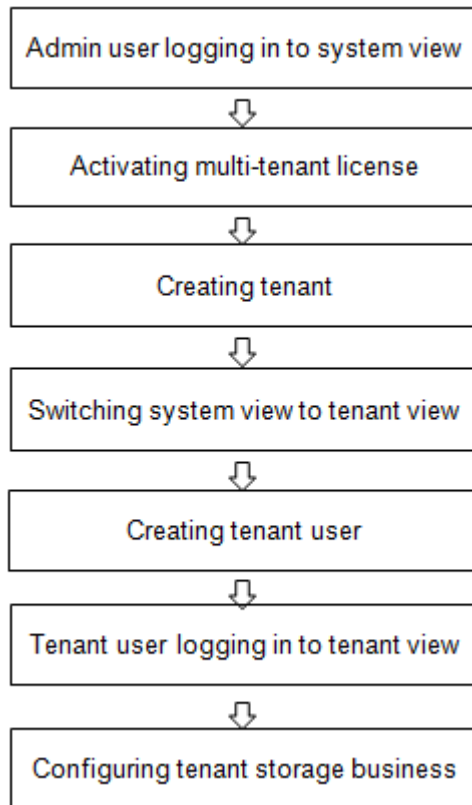 Admin user logging in to system view
Activating multi-tenant license
Creating tenant
Switching system view to tenant view
Creating tenant user
Tenant user logging in to tenant view
Configuring tenant storage business